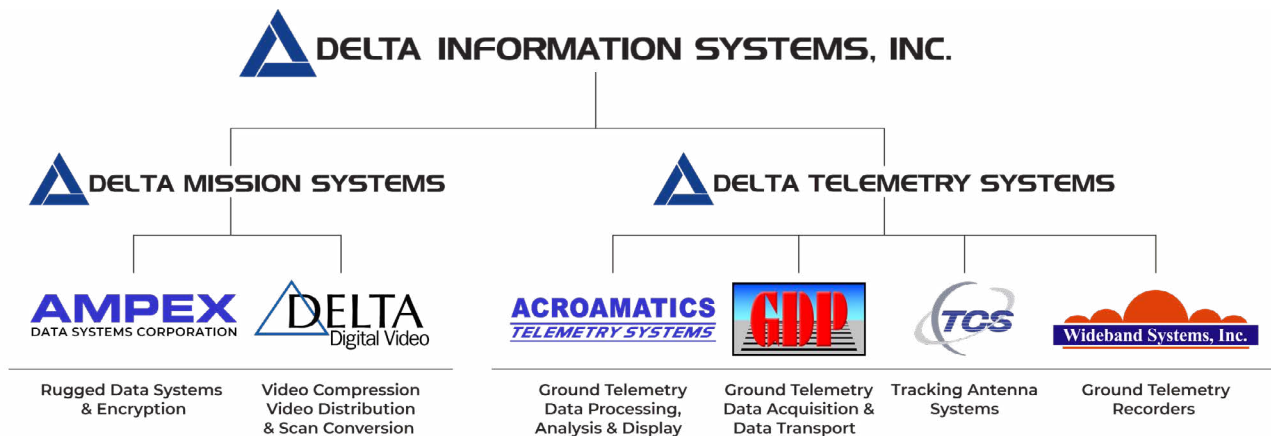 DELTA INFORMATION SYSTEMS, INC.
DELTA MISSION SYSTEMS
DELTA TELEMETRY SYSTEMS
AMPEX
DATA SYSTEMS CORPORATION
DELTA
Digital Video
ACROAMATICS
TELEMETRY SYSTEMS
GDP
TCS
Wideband Systems, Inc.
Rugged Data Systems
& Encryption
Video Compression
Video Distribution
& Scan Conversion
Ground Telemetry
Data Processing,
Analysis & Display
Ground Telemetry
Data Acquisition &
Data Transport
Tracking Antenna
Systems
Ground Telemetry
Recorders